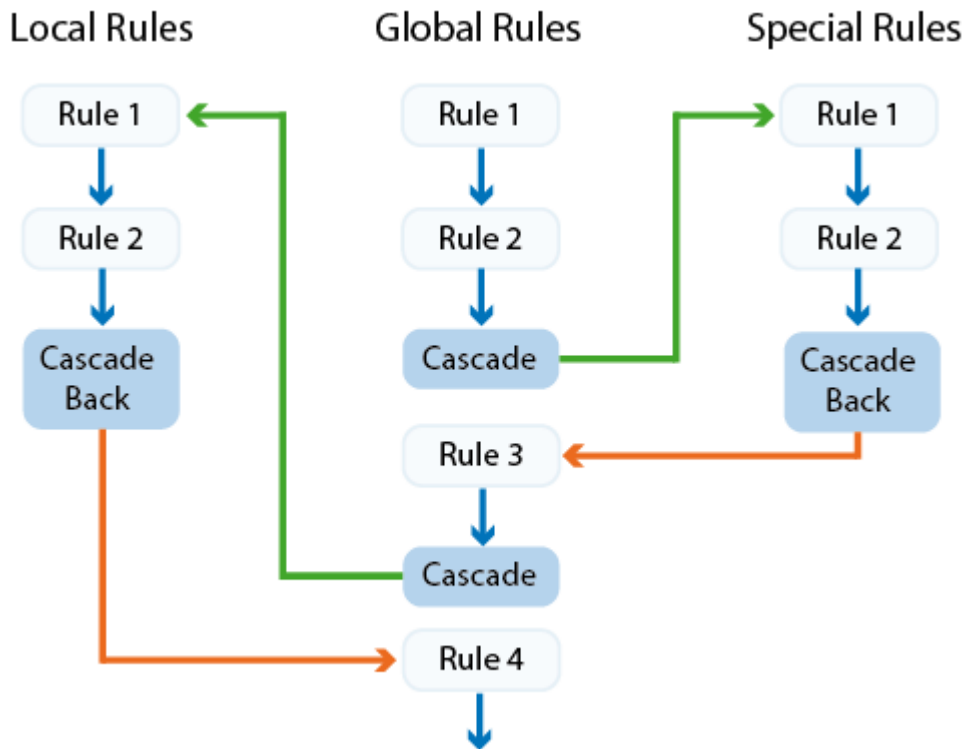 Local Rules
Global Rules
Special Rules
Rule 1
Rule 1
Rule 1
Rule 2
Rule 2
Rule 2
Cascade
Back
Cascade
Cascade
Back
Rule 3
Cascade
Rule 4